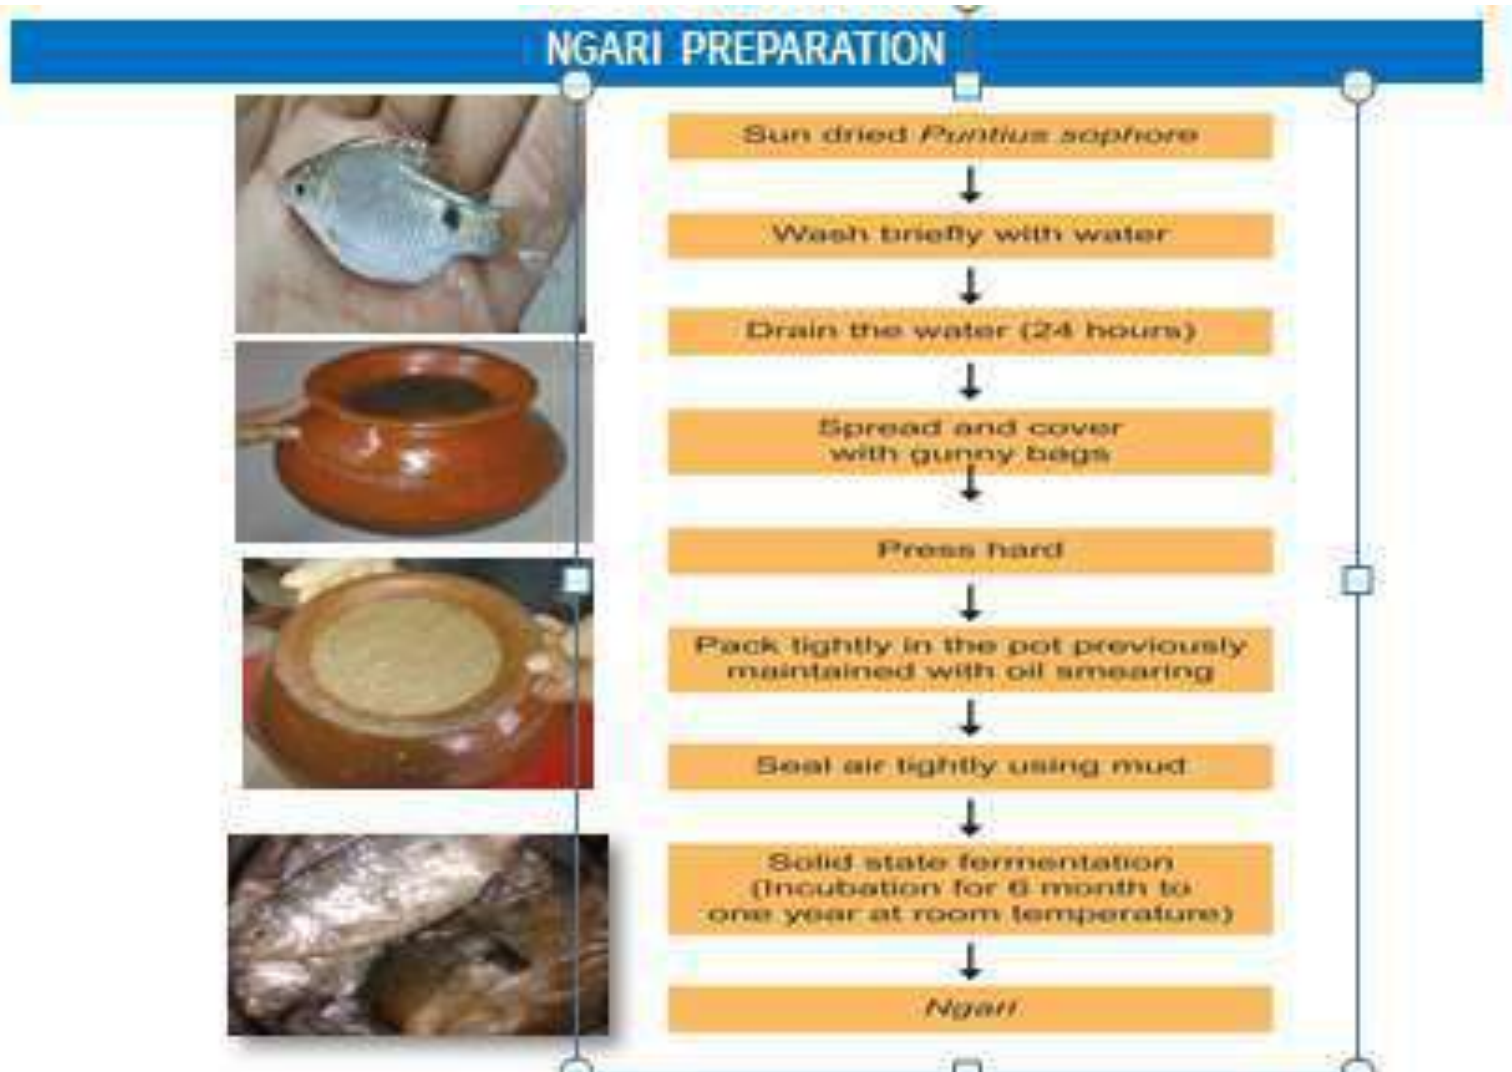 NGARI PREPARATION
Sun dried Puntius sophore
Wash briefly with water
Drain the water (24 hours)
Spread and cover
with gunny bags
Press hard
Pack tightly in the pot previously
maintained with oil smearing
Seal air tightly using mud
Solid state fermentation
(Incubation for 6 month to
one year at room temperature)
Ngari